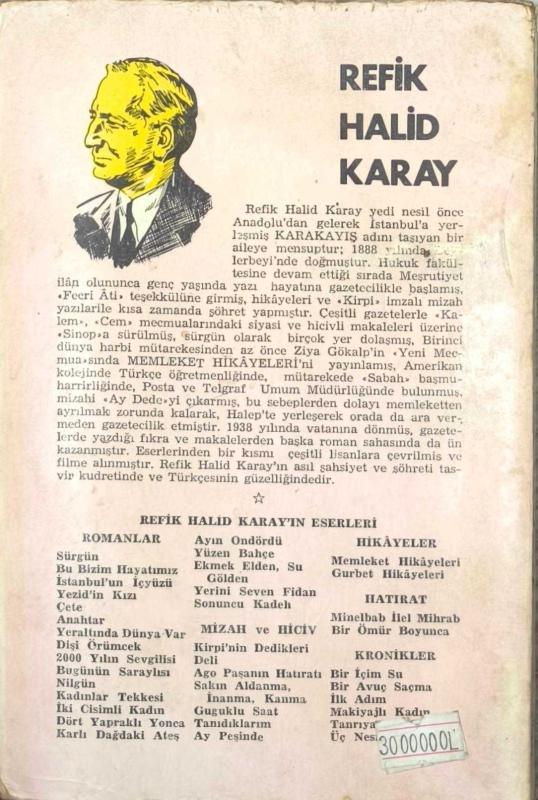 REFİK
HALİD
KARAY
Refik Halid Karay yedi nesil önce
Anadolu'dan gelerek İstanbul'a yer-
leşmiş KARAKAYIŞ adını taşıyan bir
aileye mensuptur; 1888 yılında
lerbeyi'nde doğmuştur. Hukuk fakül-
tesine devam ettiği sırada Meşrutiyet
ilân olununca genç yaşında yazı hayatına gazetecilikle başlamış,
«Fecri Âti» teşekkülüne girmiş, hikâyeleri ve «Kirpi» imzalı mizah
yazılarile kısa zamanda şöhret yapmıştır. Çeşitli gazetelerle «Ka-
lem», «Cem» mecmualarındaki siyasi ve hicivli makaleleri üzerine
«Sinop»a sürülmüş, sürgün olarak birçok yer dolaşmış, Birinci
dünya harbi mütarekesinden az önce Ziya Gökalp'in «Yeni Mec-
mua»sında MEMLEKET HİKÂYELERİ'ni yayınlamış, Amerikan
kolejinde Türkçe öğretmenliğinde, mütarekede «Sabah» başmu-
harrirliğinde, Posta ve Telgraf Umum Müdürlüğünde bulunmuş,
mizahi «Ay Dede»yi çıkarmış, bu sebeplerden dolayı memleketten
ayrılmak zorunda kalarak, Halep'te yerleşerek orada da ara ver-
meden gazetecilik etmiştir. 1938 yılında vatanına dönmüş, gazete-
lerde yazdığı fıkra ve makalelerden başka roman sahasında da ün
kazanmıştır. Eserlerinden bir kısmı çeşitli lisanlara çevrilmiş ve
filme alınmıştır. Refik Halid Karay'ın asıl şahsiyet ve şöhreti tas-
vir kudretinde ve Türkçesının güzelliğindedir.
☆
REFİK HALİD KARAY'IN ESERLERİ
ROMANLAR
Sürgün
Bu Bizim Hayatımız
İstanbul'un İçyüzü
Yezid'in Kızı
Çete
Anahtar
Yeraltında Dünya Var
Dişi Örümcek
2000 Yılın Sevgilisi
Bugünün Saraylısı
Nilgün
Kadınlar Tekkesi
İki Cisimli Kadın
Dört Yapraklı Yonca
Karlı Dağdaki Ateş
Ayın Ondördü
Yüzen Bahçe
Ekmek Elden, Su
Gölden
Yerini Seven Fidan
Sonuncu Kadeh
MİZAH ve HİCİV
Kirpi'nin Dedikleri
Deli
Ago Paşanın Hatıratı
Sakın Aldanma,
İnanma, Kanma
Guguklu Saat
Tanıdıklarım
Ay Peşinde
HİKÂYELER
Memleket Hikâyeleri
Gurbet Hikâyeleri
HATIRAT
Minelbab İlel Mihrab
Bir Ömür Boyunca
KRONİKLER
Bir İçim Su
Bir Avuç Saçma
İlk Adım
Makiyajlı Kadın
Tanrıya
Üç Nes
3000000L